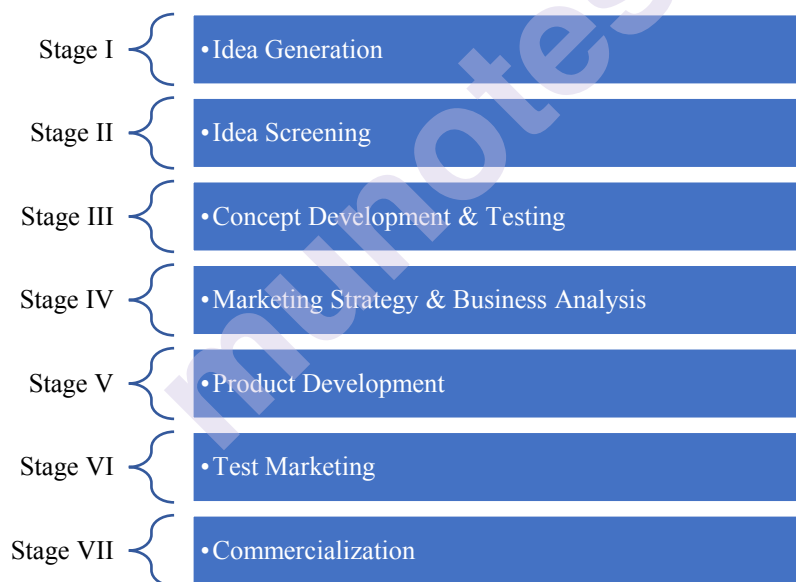 Stage I
•Idea Generation
Stage II
•Idea Screening
Stage III
•Concept Development & Testing
Stage IV
•Marketing Strategy & Business Analysis
Stage V
•Product Development
Stage VI
•Test Marketing
Stage VII
•Commercialization
munotes